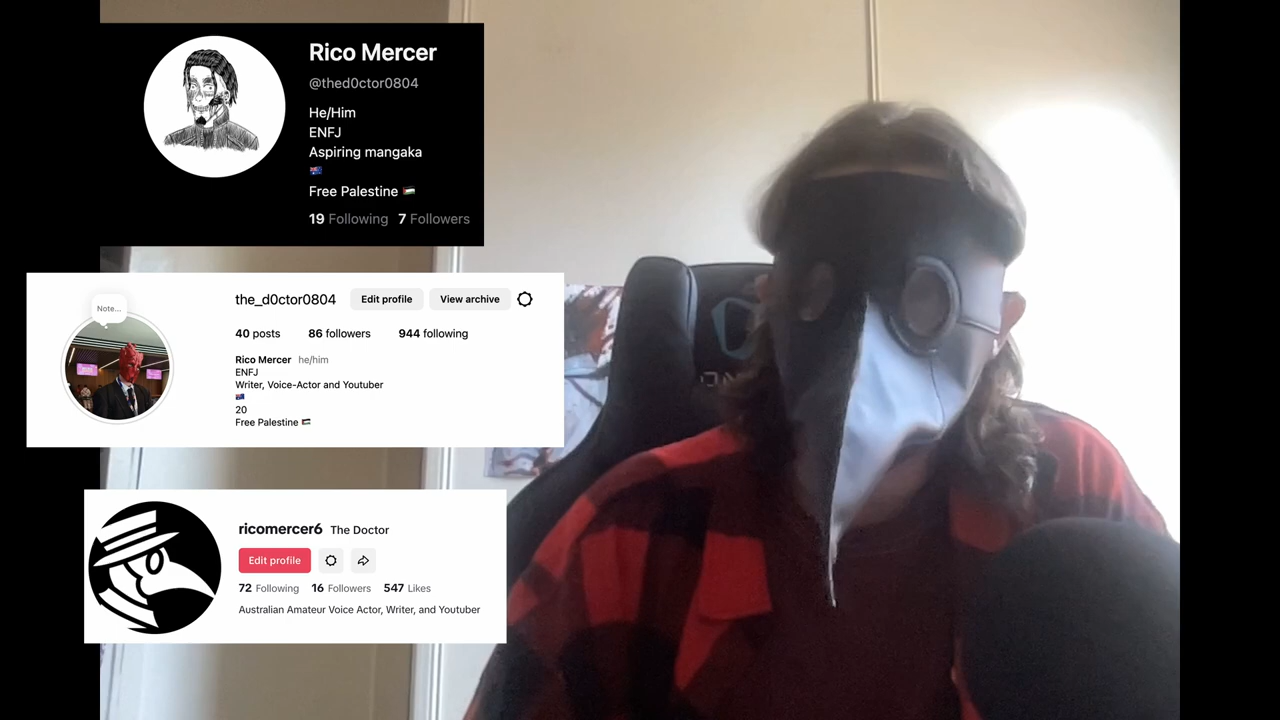 Rico Mercer
@thed0ctor0804
He/Him
ENFJ
Aspiring mangaka
🇦🇺
Free Palestine 🇵🇸
19 Following 7 Followers
Note...
the_d0ctor0804 Edit profile View archive
40 posts 86 followers 944 following
Rico Mercer he/him
ENFJ
Writer, Voice-Actor and Youtuber
🇦🇺
20
Free Palestine 🇵🇸
ricomercer6 The Doctor
Edit profile
72 Following 16 Followers 547 Likes
Australian Amateur Voice Actor, Writer, and Youtuber